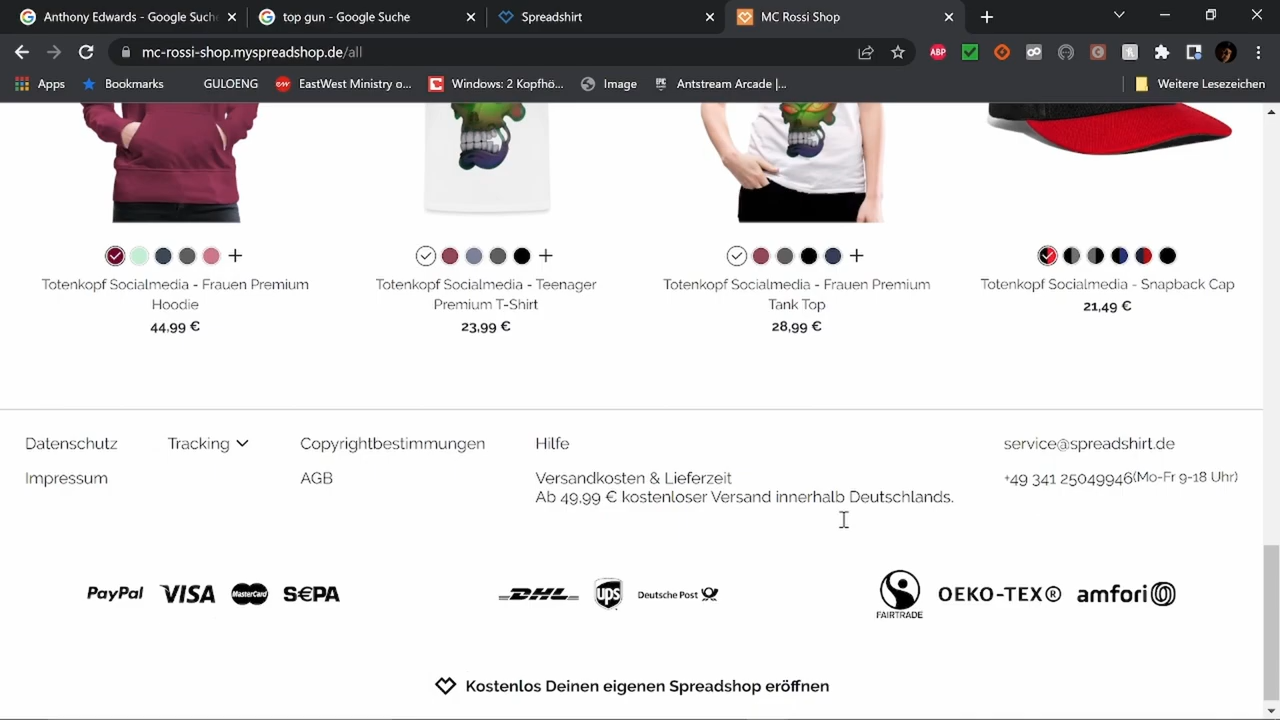 Anthony Edwards - Google Suche
top gun - Google Suche
Spreadshirt
MC Rossi Shop
mc-rossi-shop.myspreadshop.de/all
ABP
Apps
Bookmarks
GULOENG
EastWest Ministry o...
Windows: 2 Kopfhö...
Image
EPIC
Antstream Arcade |...
Weitere Lesezeichen
Totenkopf Socialmedia - Frauen Premium
Hoodie
44,99 €
Totenkopf Socialmedia - Teenager
Premium T-Shirt
23,99 €
Totenkopf Socialmedia - Frauen Premium
Tank Top
28,99 €
Totenkopf Socialmedia - Snapback Cap
21,49 €
Datenschutz
Tracking
Copyrightbestimmungen
Hilfe
service@spreadshirt.de
Impressum
AGB
Versandkosten & Lieferzeit
Ab 49,99 € kostenloser Versand innerhalb Deutschlands.
+49 341 25049946(Mo-Fr 9-18 Uhr)
PayPal
VISA
MasterCard
S€PA
DHL
ups
Deutsche Post
FAIRTRADE
OEKO-TEX®
amfori
Kostenlos Deinen eigenen Spreadshop eröffnen